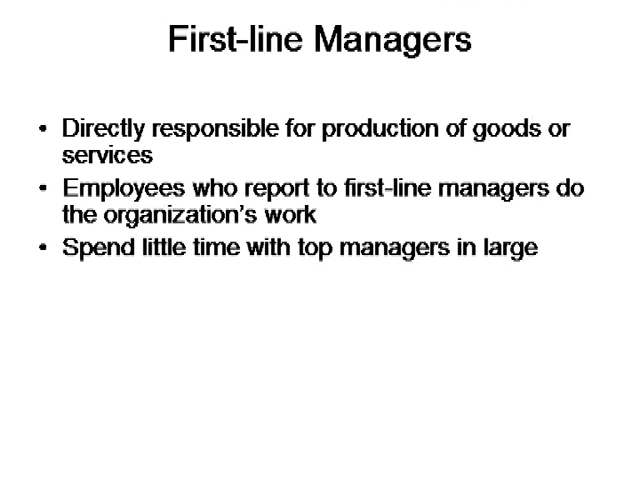 First-line Managers
• Directly responsible for production of goods or
services
• Employees who report to first-line managers do
the organization's work
• Spend little time with top managers in large